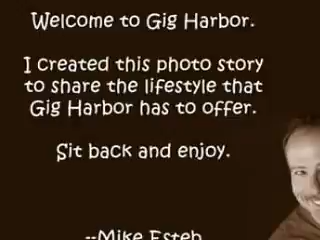 Welcome to Gig Harbor.
I created this photo story
to share the lifestyle that
Gig Harbor has to offer.
Sit back and enjoy.
--Mike Esteb